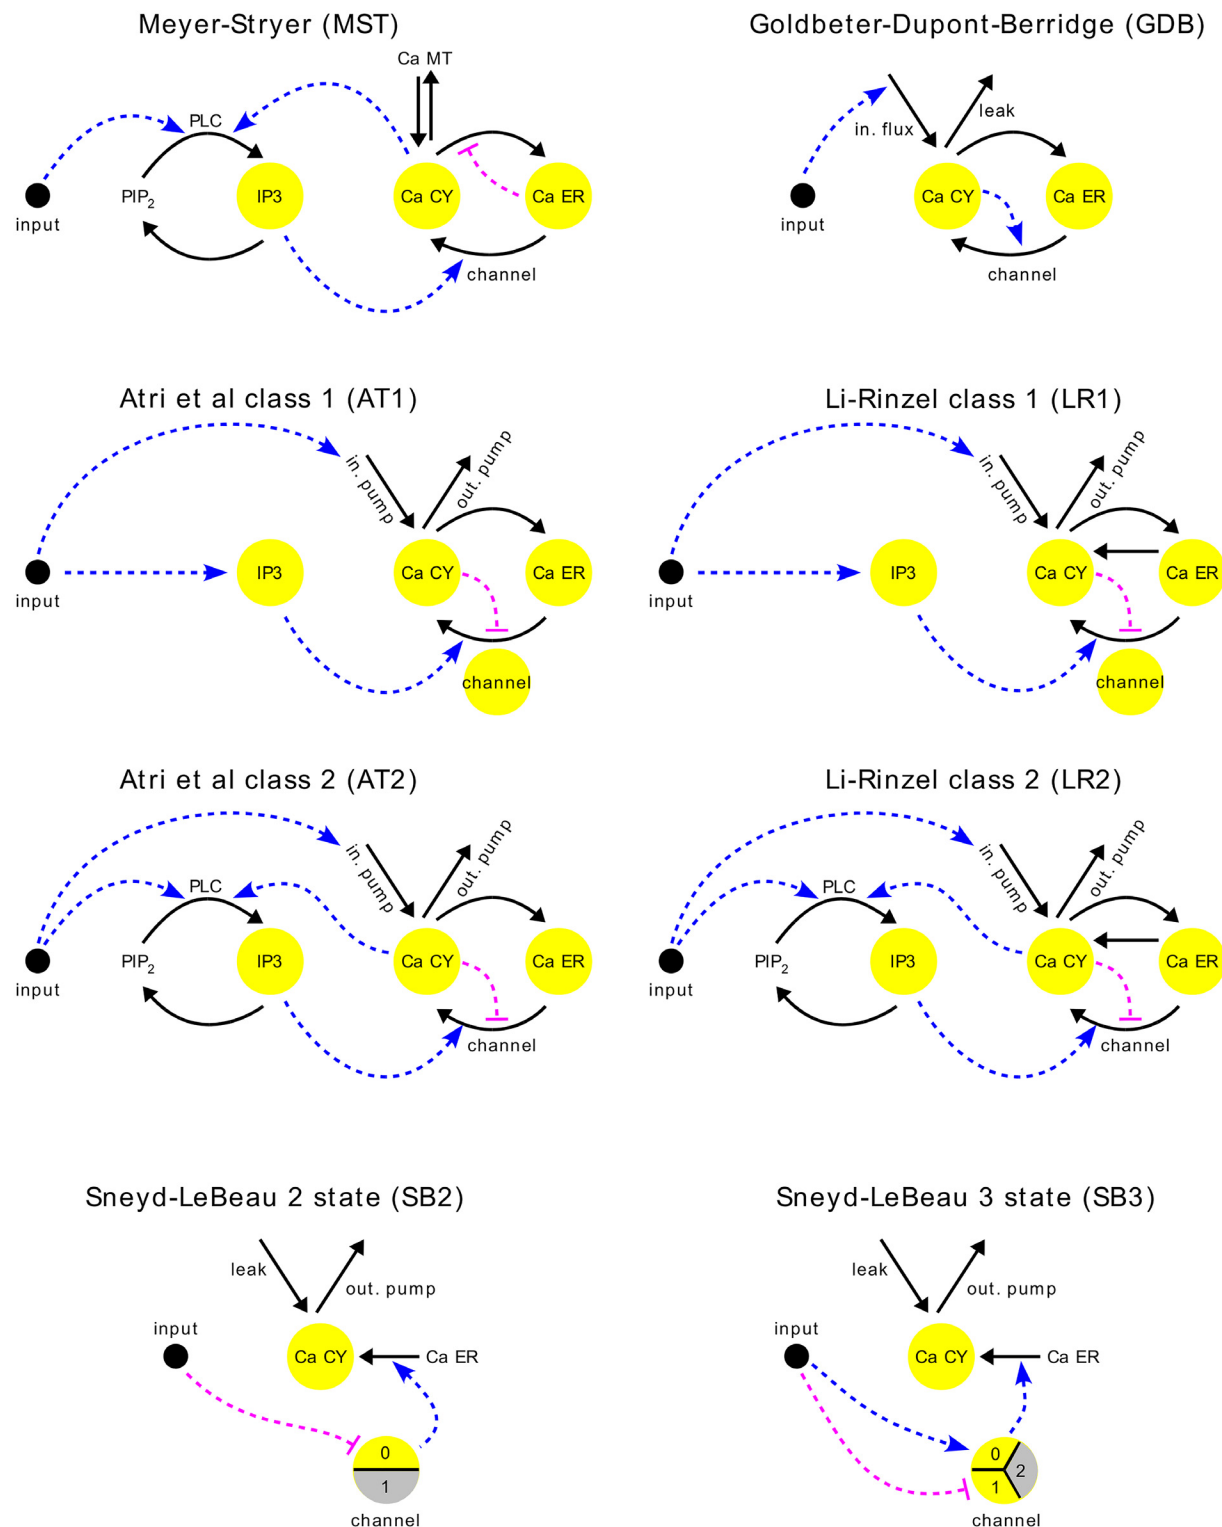 Meyer-Stryer (MST)
Ca MT
PLC
PIP2
IP3
Ca CY
Ca ER
input
channel
Goldbeter-Dupont-Berridge (GDB)
in. flux
leak
Ca CY
Ca ER
input
channel
Atri et al class 1 (AT1)
in. pump
out. pump
input
IP3
Ca CY
Ca ER
channel
Li-Rinzel class 1 (LR1)
in. pump
out. pump
input
IP3
Ca CY
Ca ER
channel
Atri et al class 2 (AT2)
in. pump
out. pump
PLC
PIP2
IP3
Ca CY
Ca ER
input
channel
Li-Rinzel class 2 (LR2)
in. pump
out. pump
PLC
PIP2
IP3
Ca CY
Ca ER
input
channel
Sneyd-LeBeau 2 state (SB2)
leak
out. pump
input
Ca CY
Ca ER
0
1
channel
Sneyd-LeBeau 3 state (SB3)
leak
out. pump
input
Ca CY
Ca ER
0
2
1
channel